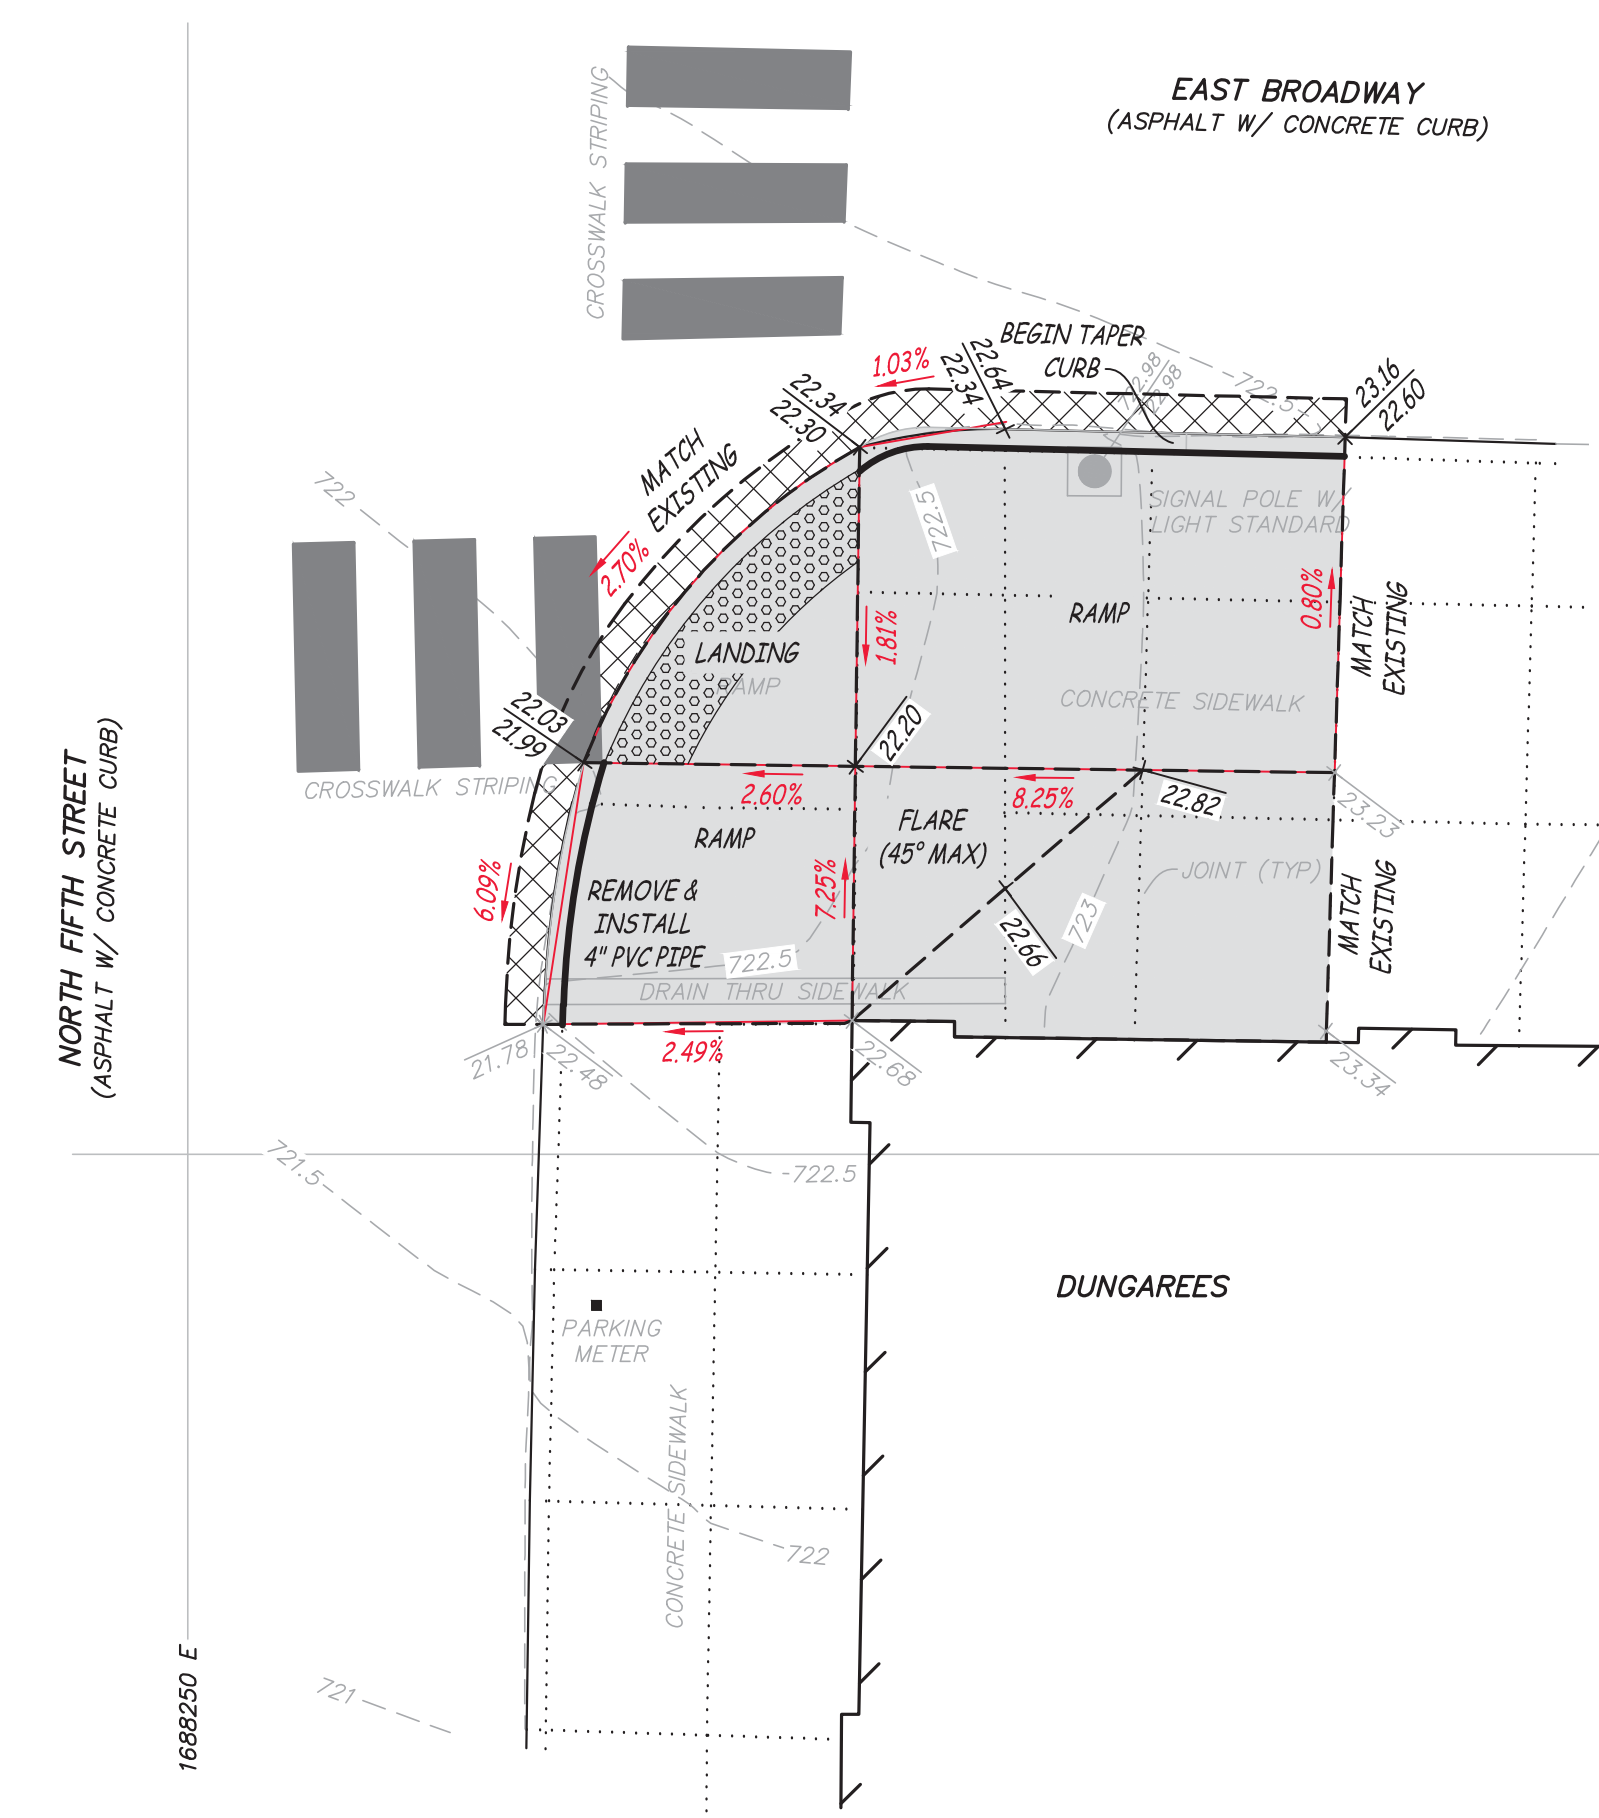 EAST BROADWAY
(ASPHALT W/ CONCRETE CURB)
CROSSWALK STRIPING
BEGIN TAPER
CURB
1.03%
22.64
22.34
722.98
22.98
722.5
23.16
22.60
22.34
22.30
MATCH
EXISTING
722
2.70%
722.5
SIGNAL POLE W/
LIGHT STANDARD
RAMP
0.80%
MATCH
EXISTING
1.81%
LANDING
RAMP
CONCRETE SIDEWALK
22.03
21.99
22.20
CROSSWALK STRIPING
2.60%
8.25%
22.82
23.23
RAMP
FLARE
(45° MAX)
NORTH FIFTH STREET
(ASPHALT W/ CONCRETE CURB)
6.09%
REMOVE &
INSTALL
4" PVC PIPE
7.25%
JOINT (TYP)
MATCH
EXISTING
22.66
723
722.5
DRAIN THRU SIDEWALK
2.49%
21.78
22.48
22.68
23.34
721.5
722.5
DUNGAREES
PARKING
METER
CONCRETE SIDEWALK
722
721
1688250 E